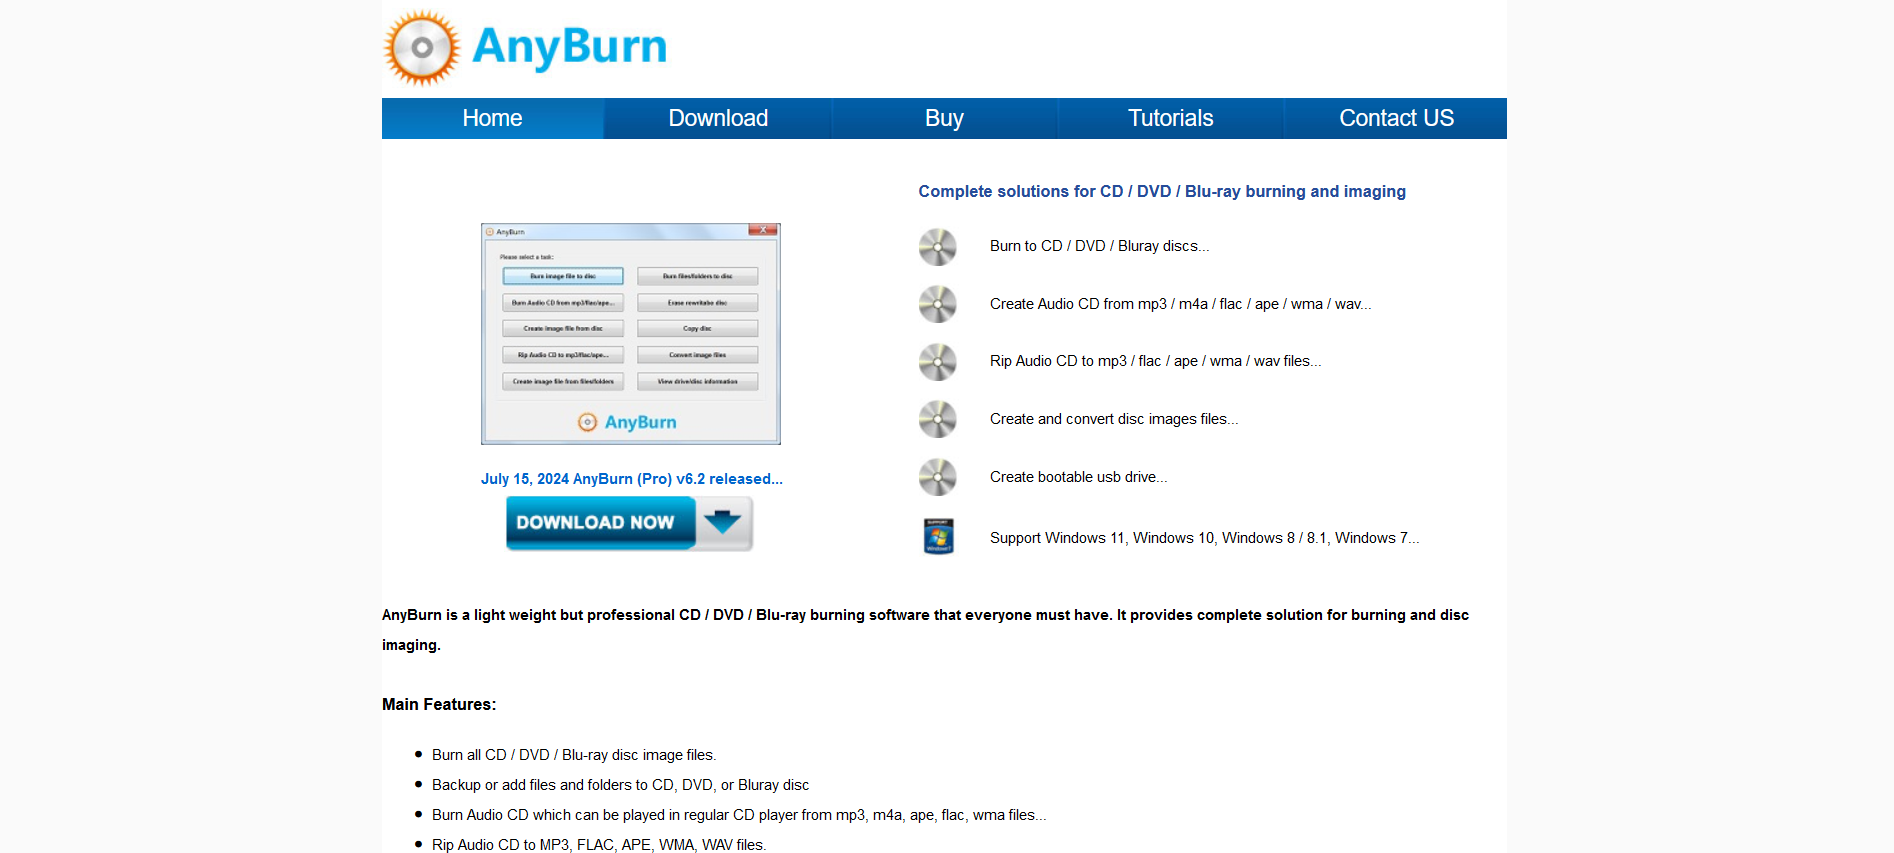 AnyBurn
Home
Download
Buy
Tutorials
Contact US
Complete solutions for CD / DVD / Blu-ray burning and imaging
AnyBurn
Please select a task:
Burn image file to disc
Burn files/folders to disc
Burn Audio CD from mp3/flac/ape...
Erase rewritabe disc
Create image file from disc
Copy disc
Rip Audio CD to mp3/flac/ape...
Convert image files
Create image file from files/folders
View drive/disc information
AnyBurn
July 15, 2024 AnyBurn (Pro) v6.2 released...
DOWNLOAD NOW
Burn to CD / DVD / Bluray discs...
Create Audio CD from mp3 / m4a / flac / ape / wma / wav...
Rip Audio CD to mp3 / flac / ape / wma / wav files...
Create and convert disc images files...
Create bootable usb drive...
SUPPORT
Windows7
Support Windows 11, Windows 10, Windows 8 / 8.1, Windows 7...
AnyBurn is a light weight but professional CD / DVD / Blu-ray burning software that everyone must have. It provides complete solution for burning and disc
imaging.
Main Features:
Burn all CD / DVD / Blu-ray disc image files.
Backup or add files and folders to CD, DVD, or Bluray disc
Burn Audio CD which can be played in regular CD player from mp3, m4a, ape, flac, wma files...
Rip Audio CD to MP3, FLAC, APE, WMA, WAV files.